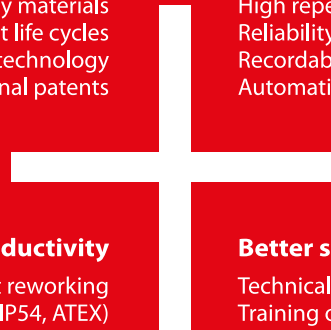 y materials
t life cycles
technology
nal patents
High repe
Reliability
Recordab
Automati
ductivity
t reworking
IP54, ATEX)
Better s
Technical
Training